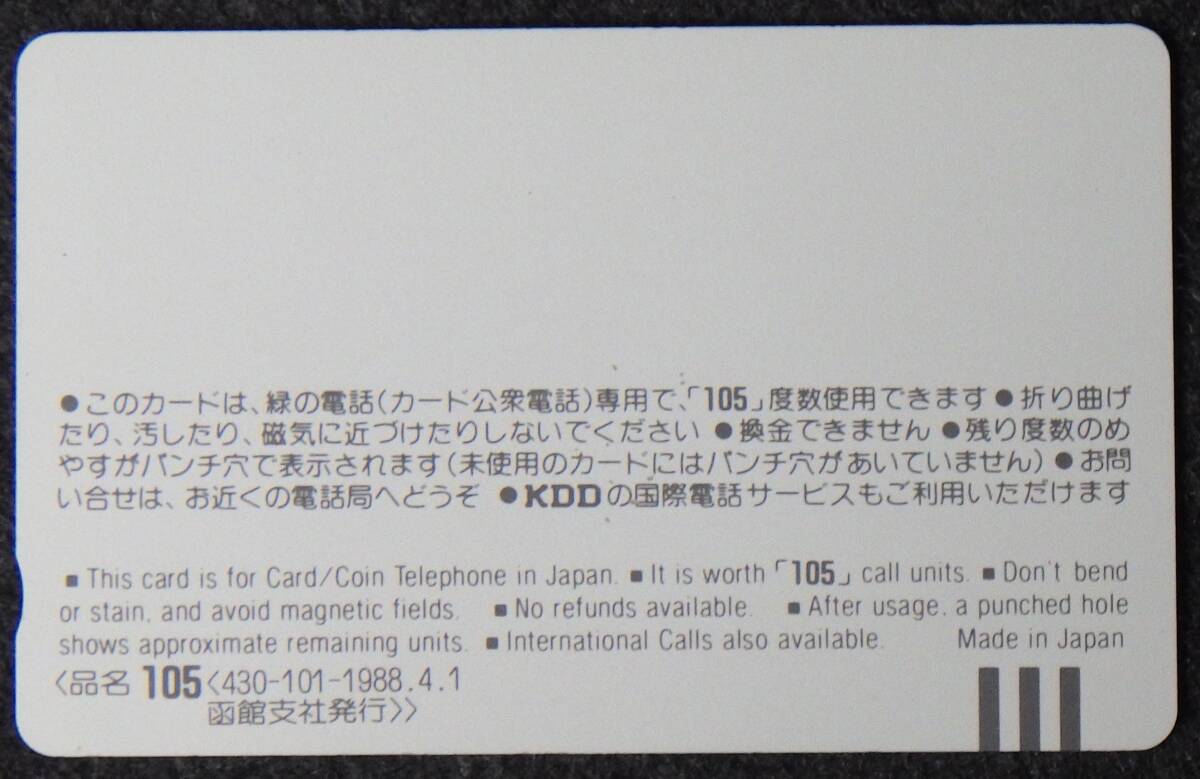 ●このカードは、緑の電話(カード公衆電話)専用で、「105」度数使用できます●折り曲げ
たり、汚したり、磁気に近づけたりしないでください ●換金できません ●残り度数のめ
やすがパンチ穴で表示されます(未使用のカードにはパンチ穴があいていません) ●お問
い合せは、お近くの電話局へどうぞ ●KDDの国際電話サービスもご利用いただけます
■ This card is for Card/Coin Telephone in Japan. ■ It is worth「105」call units. ■ Don't bend
or stain, and avoid magnetic fields. ■ No refunds available. ■ After usage, a punched hole
shows approximate remaining units. ■ International Calls also available. Made in Japan
〈品名 105〈430-101-1988.4.1
函館支社発行〉〉